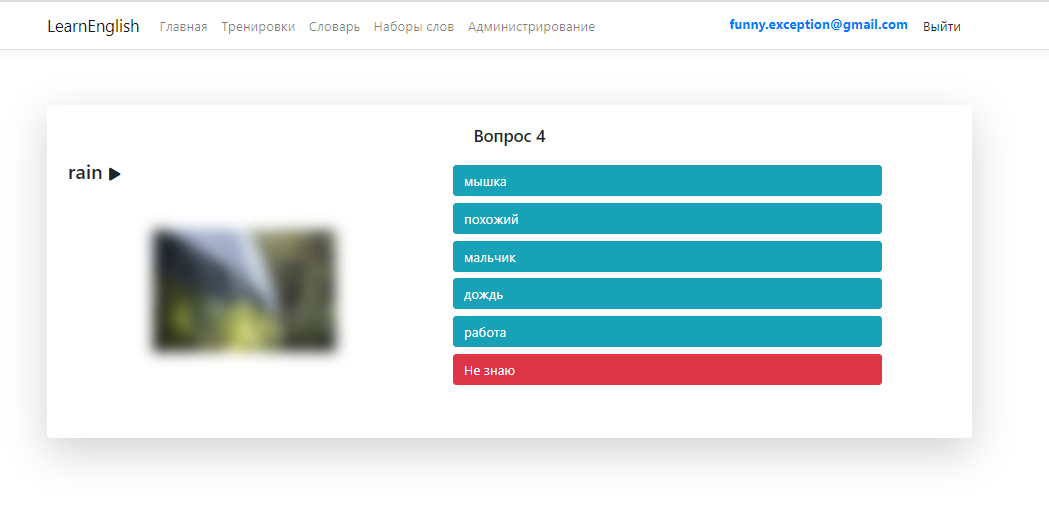 LearnEnglish Главная Тренировки Словарь Наборы слов Администрирование funny.exception@gmail.com Выйти
Вопрос 4
rain
мышка
похожий
мальчик
дождь
работа
Не знаю